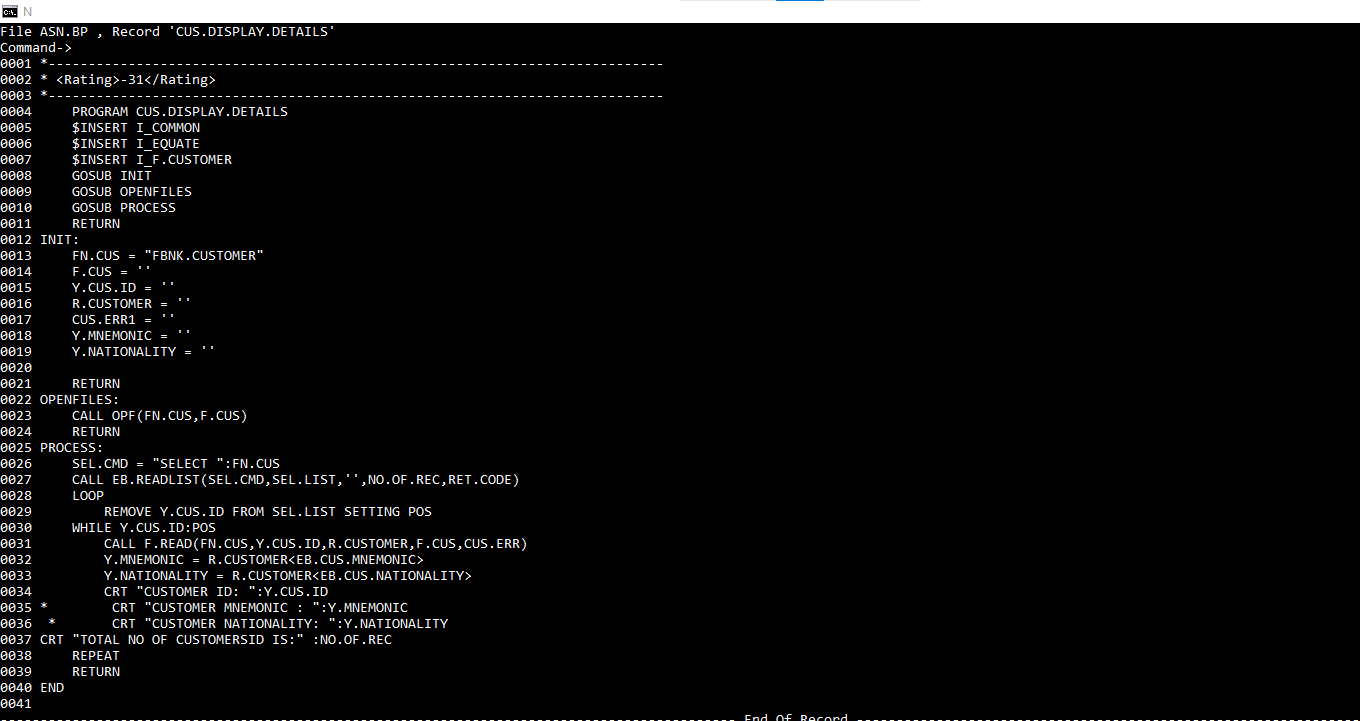 N
File ASN.BP , Record 'CUS.DISPLAY.DETAILS'
Command->
0001 *-----------------------------------------------------------------------------
0002 * <Rating>-31</Rating>
0003 *-----------------------------------------------------------------------------
0004     PROGRAM CUS.DISPLAY.DETAILS
0005     $INSERT I_COMMON
0006     $INSERT I_EQUATE
0007     $INSERT I_F.CUSTOMER
0008     GOSUB INIT
0009     GOSUB OPENFILES
0010     GOSUB PROCESS
0011     RETURN
0012 INIT:
0013     FN.CUS = "FBNK.CUSTOMER"
0014     F.CUS = ''
0015     Y.CUS.ID = ''
0016     R.CUSTOMER = ''
0017     CUS.ERR1 = ''
0018     Y.MNEMONIC = ''
0019     Y.NATIONALITY = ''
0020
0021     RETURN
0022 OPENFILES:
0023     CALL OPF(FN.CUS,F.CUS)
0024     RETURN
0025 PROCESS:
0026     SEL.CMD = "SELECT ":FN.CUS
0027     CALL EB.READLIST(SEL.CMD,SEL.LIST,'',NO.OF.REC,RET.CODE)
0028     LOOP
0029         REMOVE Y.CUS.ID FROM SEL.LIST SETTING POS
0030     WHILE Y.CUS.ID:POS
0031         CALL F.READ(FN.CUS,Y.CUS.ID,R.CUSTOMER,F.CUS,CUS.ERR)
0032         Y.MNEMONIC = R.CUSTOMER<EB.CUS.MNEMONIC>
0033         Y.NATIONALITY = R.CUSTOMER<EB.CUS.NATIONALITY>
0034         CRT "CUSTOMER ID: ":Y.CUS.ID
0035 *        CRT "CUSTOMER MNEMONIC : ":Y.MNEMONIC
0036  *       CRT "CUSTOMER NATIONALITY: ":Y.NATIONALITY
0037 CRT "TOTAL NO OF CUSTOMERSID IS:" :NO.OF.REC
0038     REPEAT
0039     RETURN
0040 END
0041
-------------------------------------------------------------------------------------------- End Of Record ----------------------------------------------------------------